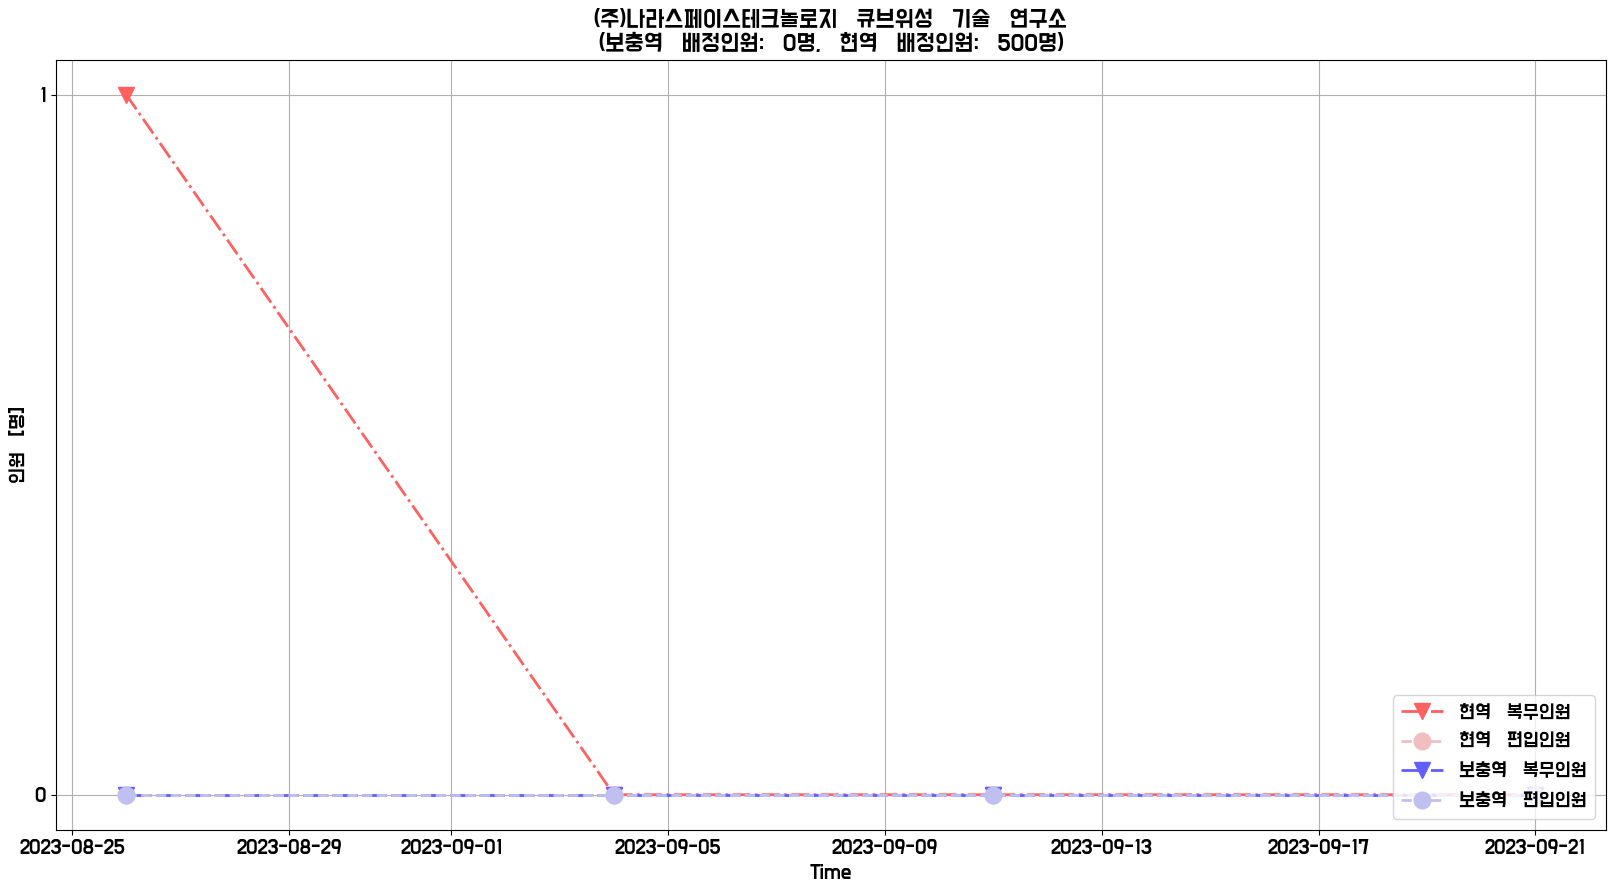 (주)나라스페이스테크놀로지 큐브위성 기술 연구소
(보충역 배정인원: 0명, 현역 배정인원: 500명)
1
0
인원 [명]
현역 복무인원
현역 편입인원
보충역 복무인원
보충역 편입인원
2023-08-25 2023-08-29 2023-09-01 2023-09-05 2023-09-09 2023-09-13 2023-09-17 2023-09-21
Time